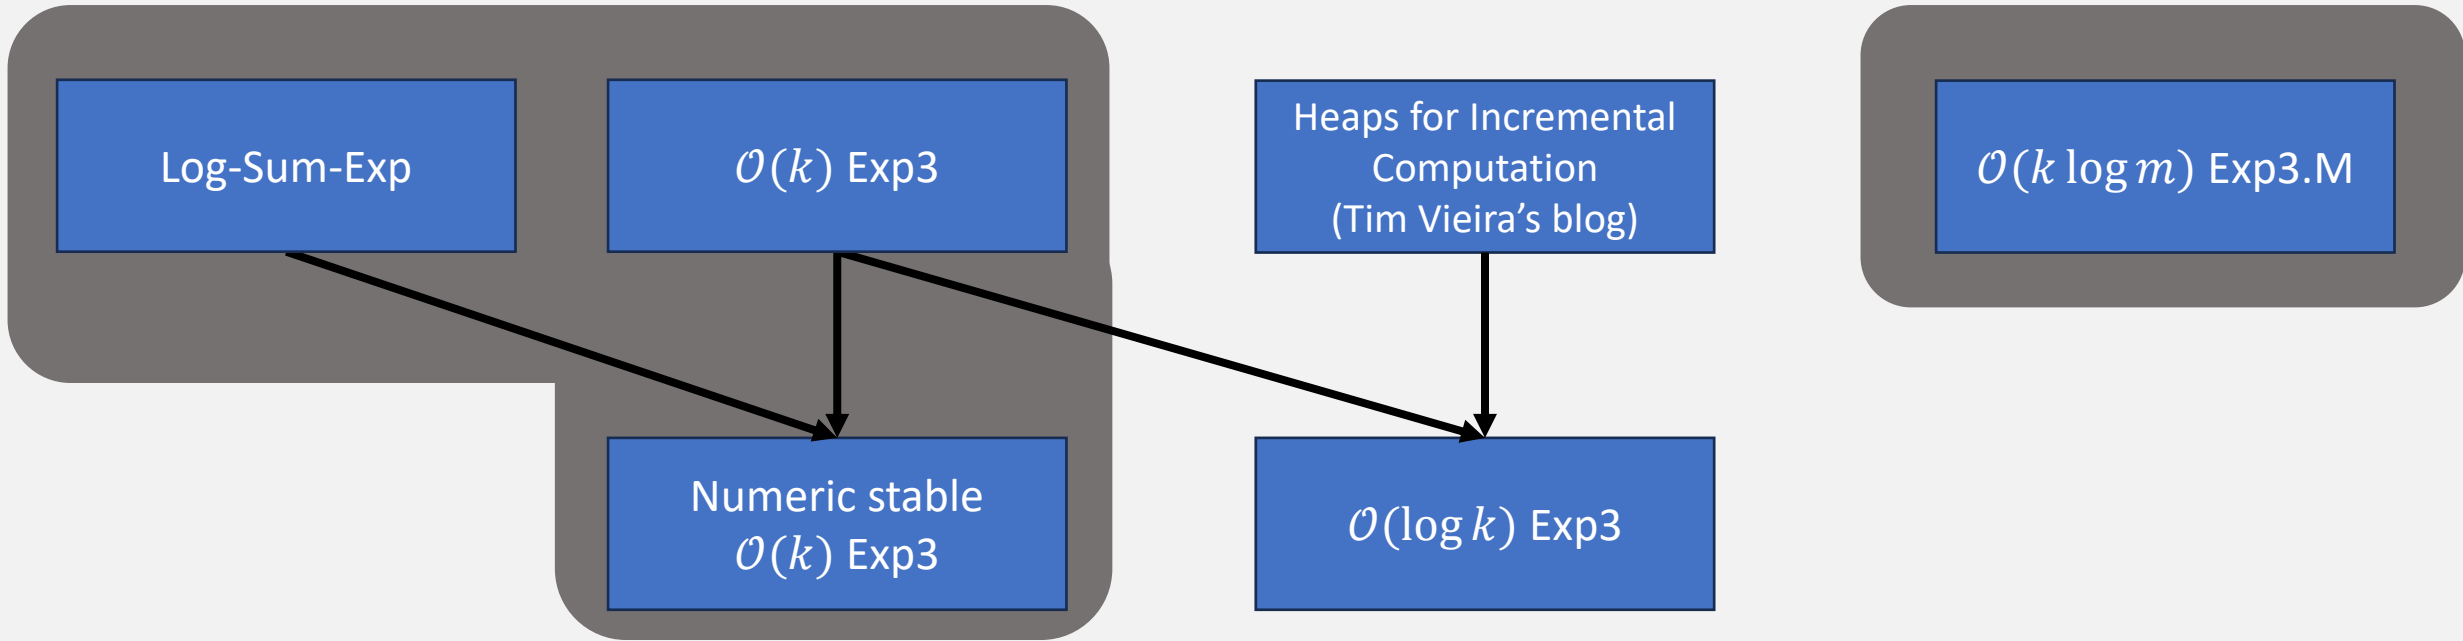 Log-Sum-Exp
𝒪(k) Exp3
Heaps for Incremental
Computation
(Tim Vieira's blog)
𝒪(k log m) Exp3.M
Numeric stable
𝒪(k) Exp3
𝒪(log k) Exp3